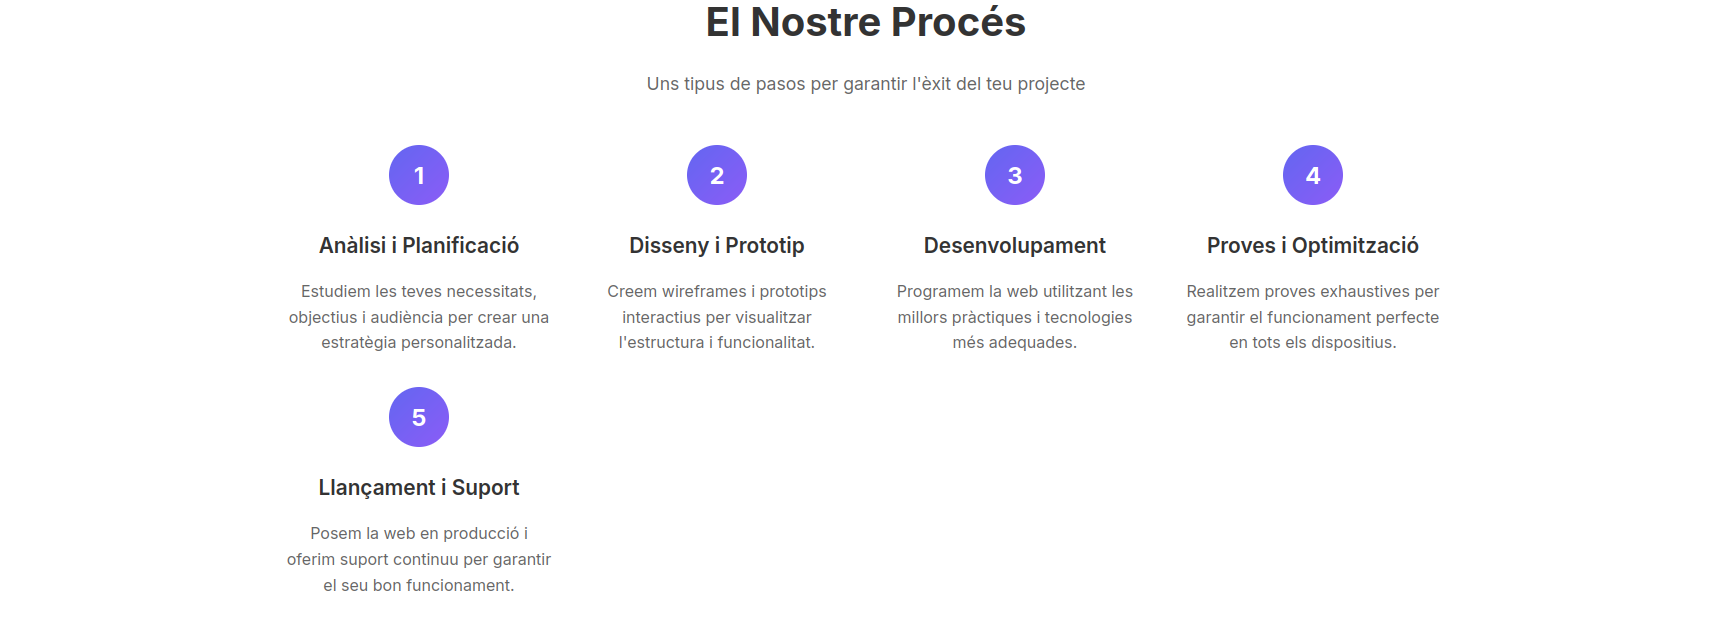 El Nostre Procés
Uns tipus de pasos per garantir l'èxit del teu projecte
1
Anàlisi i Planificació
Estudiem les teves necessitats,
objectius i audiència per crear una
estratègia personalitzada.
2
Disseny i Prototip
Creem wireframes i prototips
interactius per visualitzar
l'estructura i funcionalitat.
3
Desenvolupament
Programem la web utilitzant les
millors pràctiques i tecnologies
més adequades.
4
Proves i Optimització
Realitzem proves exhaustives per
garantir el funcionament perfecte
en tots els dispositius.
5
Llançament i Suport
Posem la web en producció i
oferim suport continuu per garantir
el seu bon funcionament.